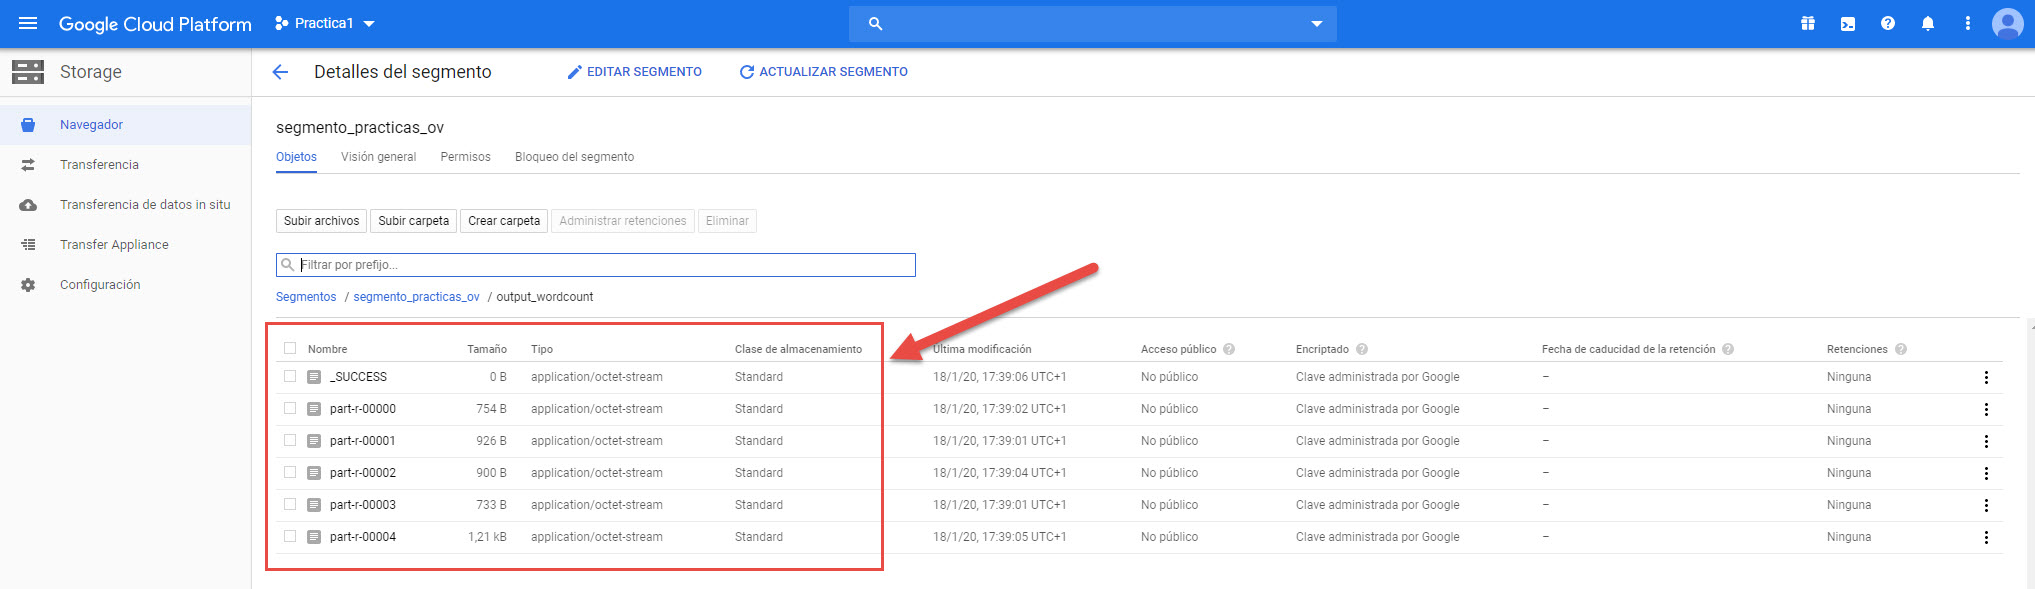 Google Cloud Platform Practica1
Storage Detalles del segmento EDITAR SEGMENTO ACTUALIZAR SEGMENTO
Navegador
Transferencia
Transferencia de datos in situ
Transfer Appliance
Configuración
segmento_practicas_ov
Objetos Visión general Permisos Bloqueo del segmento
Subir archivos Subir carpeta Crear carpeta Administrar retenciones Eliminar
Filtrar por prefijo...
Segmentos / segmento_practicas_ov / output_wordcount
Nombre Tamaño Tipo Clase de almacenamiento Última modificación Acceso público Encriptado Fecha de caducidad de la retención Retenciones
_SUCCESS 0 B application/octet-stream Standard 18/1/20, 17:39:06 UTC+1 No público Clave administrada por Google – Ninguna
part-r-00000 754 B application/octet-stream Standard 18/1/20, 17:39:02 UTC+1 No público Clave administrada por Google – Ninguna
part-r-00001 926 B application/octet-stream Standard 18/1/20, 17:39:01 UTC+1 No público Clave administrada por Google – Ninguna
part-r-00002 900 B application/octet-stream Standard 18/1/20, 17:39:04 UTC+1 No público Clave administrada por Google – Ninguna
part-r-00003 733 B application/octet-stream Standard 18/1/20, 17:39:01 UTC+1 No público Clave administrada por Google – Ninguna
part-r-00004 1,21 kB application/octet-stream Standard 18/1/20, 17:39:05 UTC+1 No público Clave administrada por Google – Ninguna